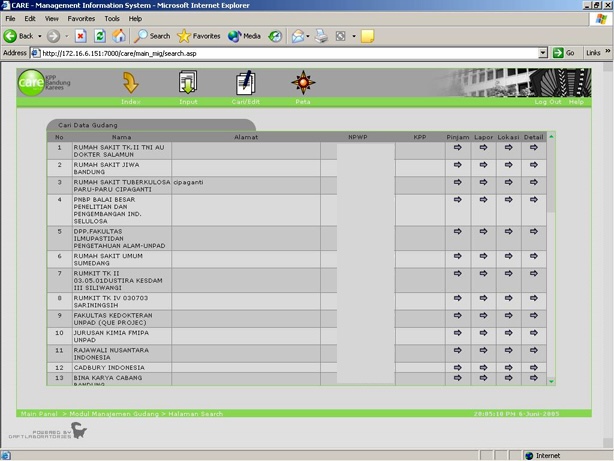 CARE - Management Information System - Microsoft Internet Explorer
File Edit View Favorites Tools Help
Back Search Favorites Media
Address http://172.16.6.151:7000/care/main_mig/search.asp Go Links »
care KPP Bandung Karees
Index Input Cari/Edit Peta Log Out Help
Cari Data Gudang
No Nama Alamat NPWP KPP Pinjam Lapor Lokasi Detail
1 RUMAH SAKIT TK.II TNI AU
DOKTER SALAMUN
2 RUMAH SAKIT JIWA
BANDUNG
3 RUMAH SAKIT TUBERKULOSA cipaganti
PARU-PARU CIPAGANTI
4 PNBP BALAI BESAR
PENELITIAN DAN
PENGEMBANGAN IND.
SELULOSA
5 DPP.FAKULTAS
ILMUPASTIDAN
PENGETAHUAN ALAM-UNPAD
6 RUMAH SAKIT UMUM
SUMEDANG
7 RUMKIT TK II
03.05.01DUSTIRA KESDAM
III SILIWANGI
8 RUMKIT TK IV 030703
SARININGSIH
9 FAKULTAS KEDOKTERAN
UNPAD (QUE PROJEC)
10 JURUSAN KIMIA FMIPA
UNPAD
11 RAJAWALI NUSANTARA
INDONESIA
12 CADBURY INDONESIA
13 BINA KARYA CABANG
BANDUNG
Main Panel > Modul Manajemen Gudang > Halaman Search 20:05:10 PM 6-Juni-2005
POWERED BY
DAFTLABORATORIES
Internet